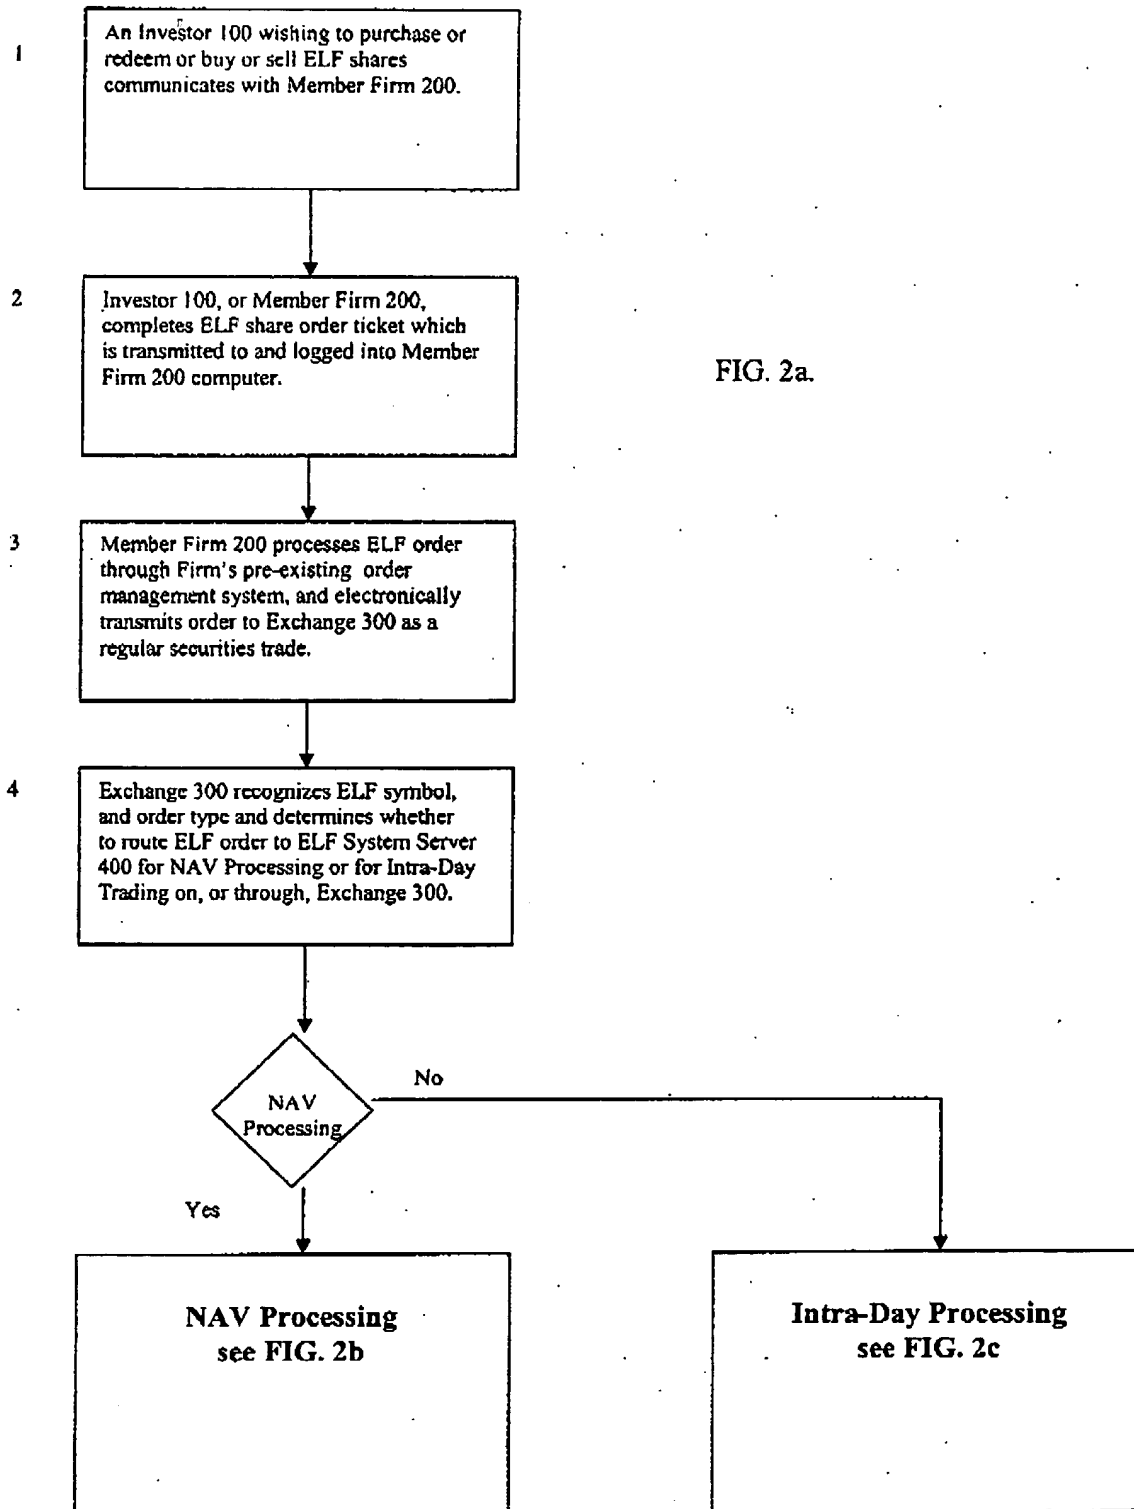 1
An Investor 100 wishing to purchase or
redeem or buy or sell ELF shares
communicates with Member Firm 200.
2
Investor 100, or Member Firm 200,
completes ELF share order ticket which
is transmitted to and logged into Member
Firm 200 computer.
FIG. 2a.
3
Member Firm 200 processes ELF order
through Firm's pre-existing order
management system, and electronically
transmits order to Exchange 300 as a
regular securities trade.
4
Exchange 300 recognizes ELF symbol,
and order type and determines whether
to route ELF order to ELF System Server
400 for NAV Processing or for Intra-Day
Trading on, or through, Exchange 300.
No
NAV
Processing
Yes
NAV Processing
see FIG. 2b
Intra-Day Processing
see FIG. 2c